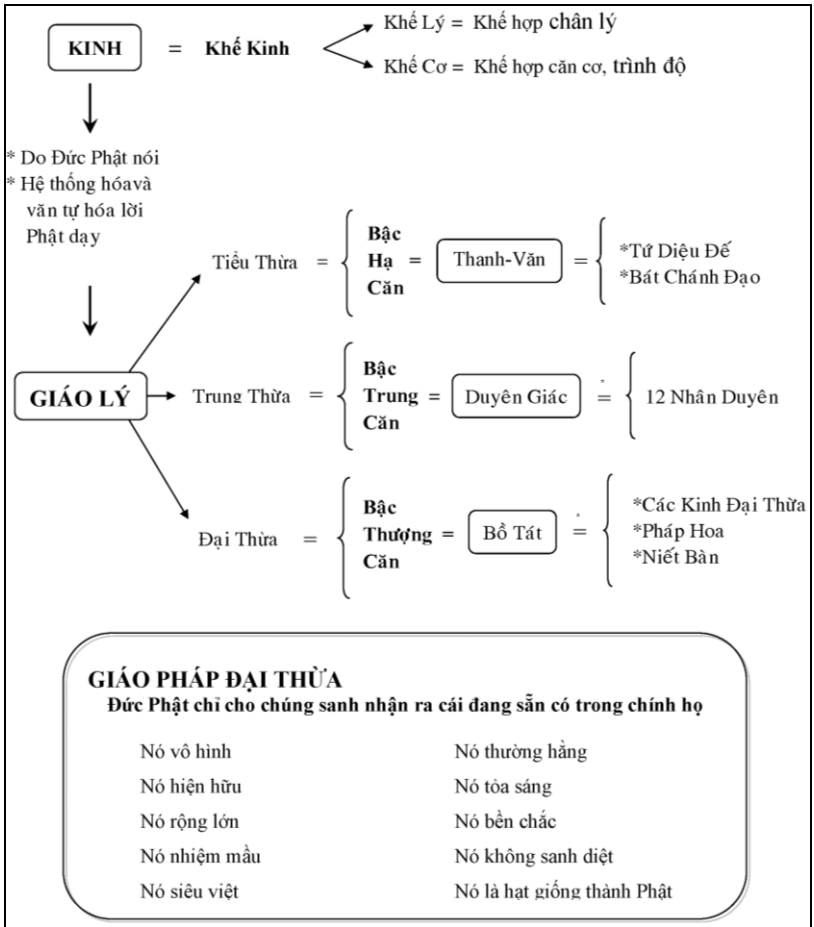 KINH = Khế Kinh
Khế Lý = Khế hợp chân lý
Khế Cơ = Khế hợp căn cơ, trình độ
* Do Đức Phật nói
* Hệ thống hóavà
văn tự hóa lời
Phật dạy
GIÁO LÝ
Tiểu Thừa =
Bậc
Hạ =
Căn
Thanh-Văn =
*Tứ Diệu Đế
*Bát Chánh Đạo
Trung Thừa =
Bậc
Trung =
Căn
Duyên Giác =
12 Nhân Duyên
Đại Thừa =
Bậc
Thượng =
Căn
Bồ Tát =
*Các Kinh Đại Thừa
*Pháp Hoa
*Niết Bàn
GIÁO PHÁP ĐẠI THỪA
Đức Phật chỉ cho chúng sanh nhận ra cái đang sẵn có trong chính họ
Nó vô hình
Nó hiện hữu
Nó rộng lớn
Nó nhiệm mầu
Nó siêu việt
Nó thường hằng
Nó tỏa sáng
Nó bền chắc
Nó không sanh diệt
Nó là hạt giống thành Phật